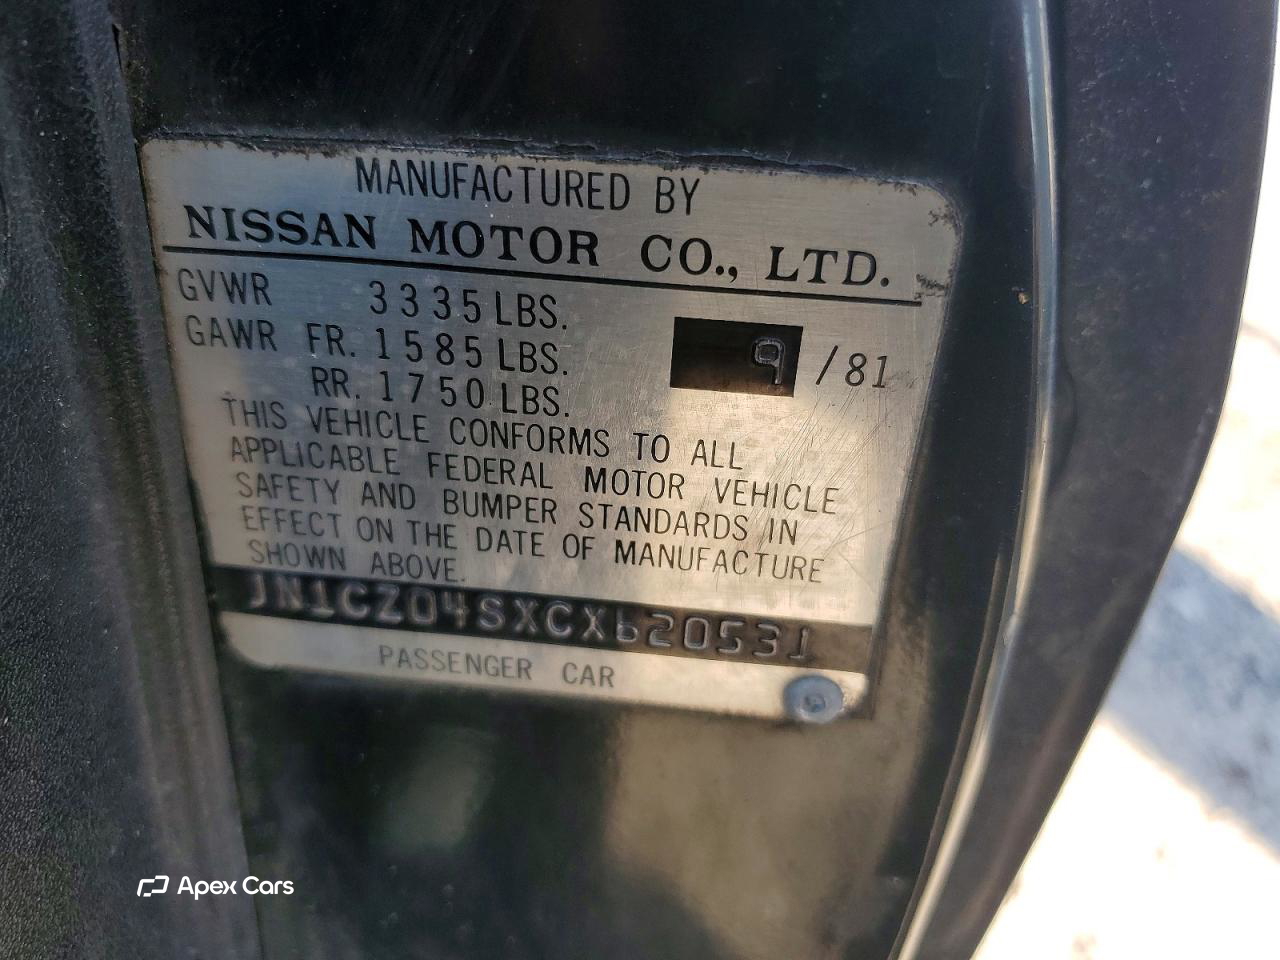 MANUFACTURED BY
NISSAN MOTOR CO., LTD.
GVWR 3335 LBS.
GAWR FR. 1585 LBS.
RR. 1750 LBS.
9 /81
THIS VEHICLE CONFORMS TO ALL
APPLICABLE FEDERAL MOTOR VEHICLE
SAFETY AND BUMPER STANDARDS IN
EFFECT ON THE DATE OF MANUFACTURE
SHOWN ABOVE.
JN1CZ04SXCX620531
PASSENGER CAR
Apex Cars